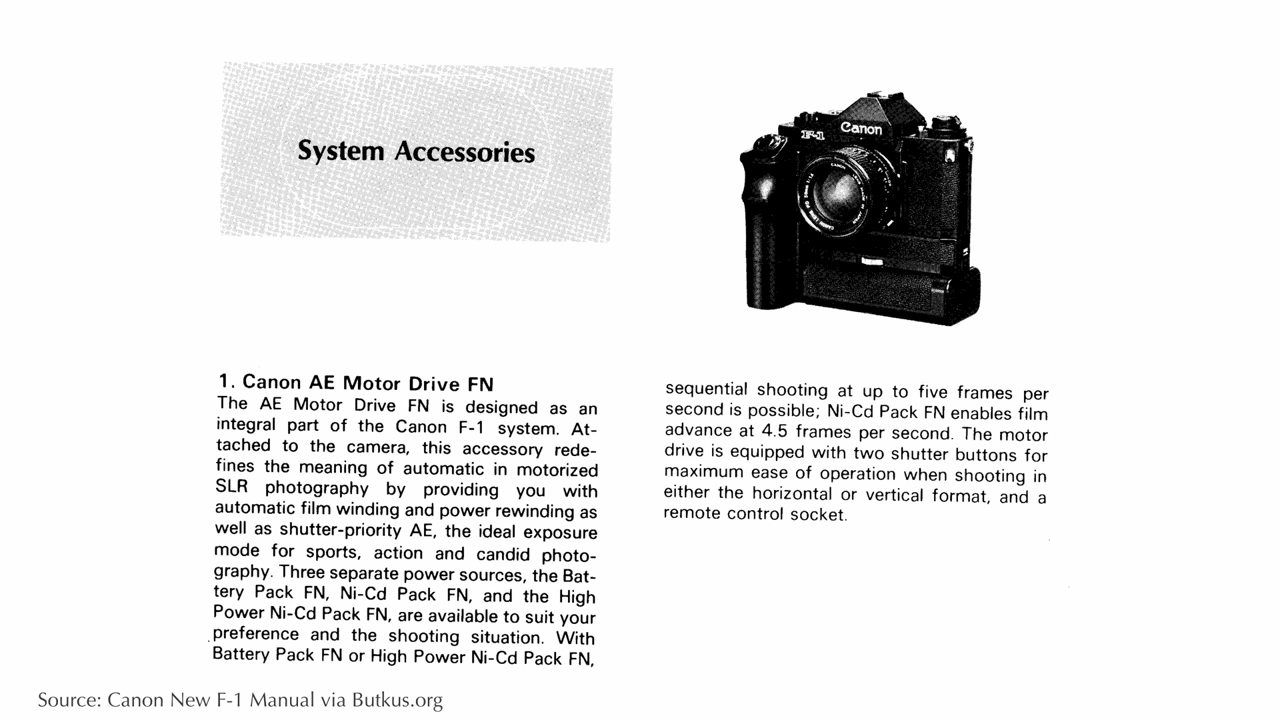 System Accessories
F-1 Canon
1. Canon AE Motor Drive FN
The AE Motor Drive FN is designed as an
integral part of the Canon F-1 system. At-
tached to the camera, this accessory rede-
fines the meaning of automatic in motorized
SLR photography by providing you with
automatic film winding and power rewinding as
well as shutter-priority AE, the ideal exposure
mode for sports, action and candid photo-
graphy. Three separate power sources, the Bat-
tery Pack FN, Ni-Cd Pack FN, and the High
Power Ni-Cd Pack FN, are available to suit your
preference and the shooting situation. With
Battery Pack FN or High Power Ni-Cd Pack FN,
sequential shooting at up to five frames per
second is possible; Ni-Cd Pack FN enables film
advance at 4.5 frames per second. The motor
drive is equipped with two shutter buttons for
maximum ease of operation when shooting in
either the horizontal or vertical format, and a
remote control socket.
Source: Canon New F-1 Manual via Butkus.org